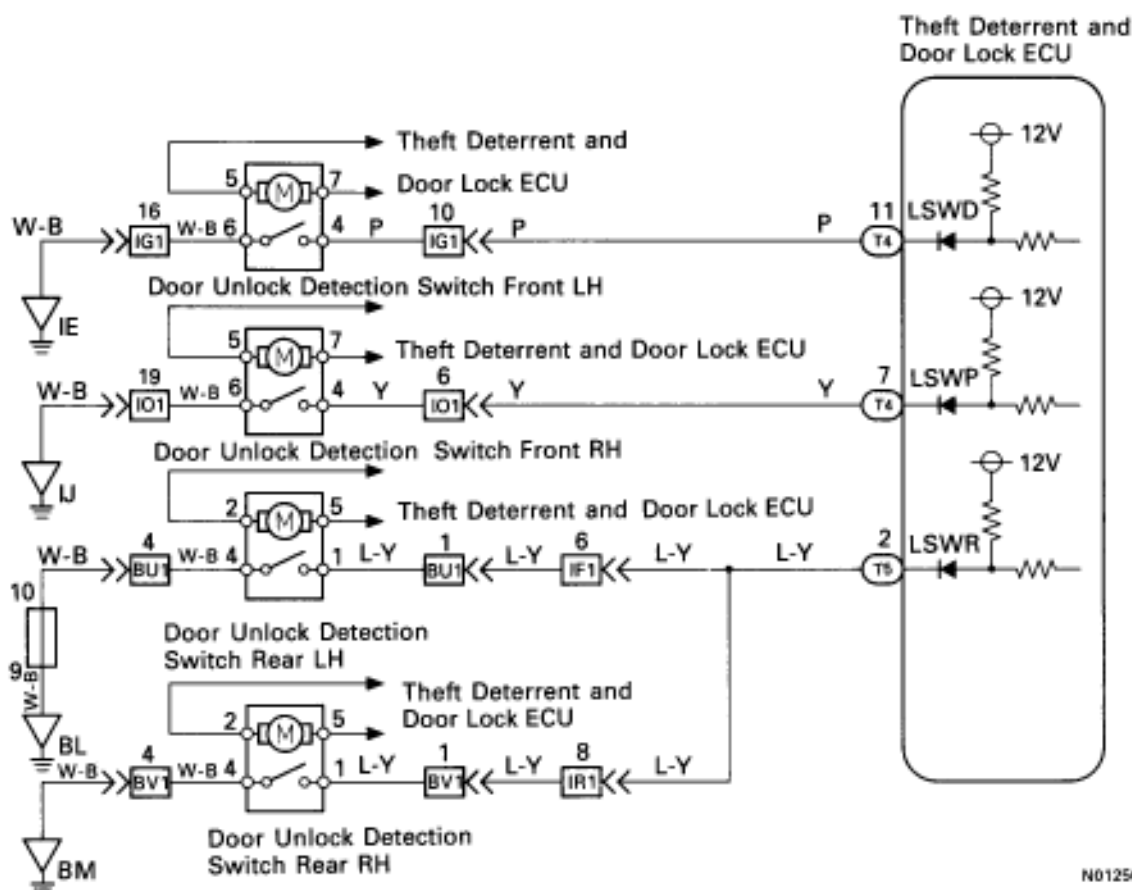 Theft Deterrent and
Door Lock ECU
12V
Theft Deterrent and
5 7
Door Lock ECU
W-B 16 IG1 W-B 6 4 P 10 IG1 P P 11 T4 LSWD
IE
Door Unlock Detection Switch Front LH
12V
5 7
Theft Deterrent and Door Lock ECU
W-B 19 IO1 W-B 6 4 Y 6 IO1 Y Y 7 T4 LSWP
IJ
Door Unlock Detection Switch Front RH
12V
2 5
Theft Deterrent and Door Lock ECU
W-B 4 BU1 W-B 4 1 L-Y 1 BU1 L-Y 6 IF1 L-Y L-Y 2 T5 LSWR
10
9
W-B
BL
Door Unlock Detection
Switch Rear LH
Theft Deterrent and
2 5
Door Lock ECU
W-B 4 BV1 W-B 4 1 L-Y 1 BV1 L-Y 8 IR1 L-Y
BM
Door Unlock Detection
Switch Rear RH
M
M
M
M